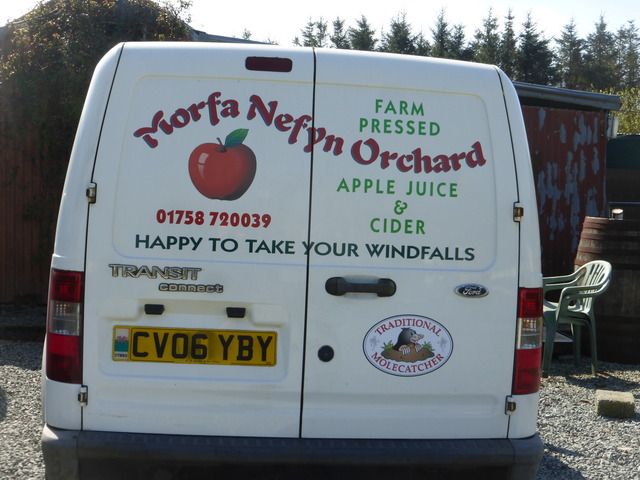 Morfa Nefyn Orchard
FARM
PRESSED
APPLE JUICE
&
CIDER
01758 720039
HAPPY TO TAKE YOUR WINDFALLS
TRANSIT
connect
Ford
CV06 YBY
TRADITIONAL
MOLECATCHER